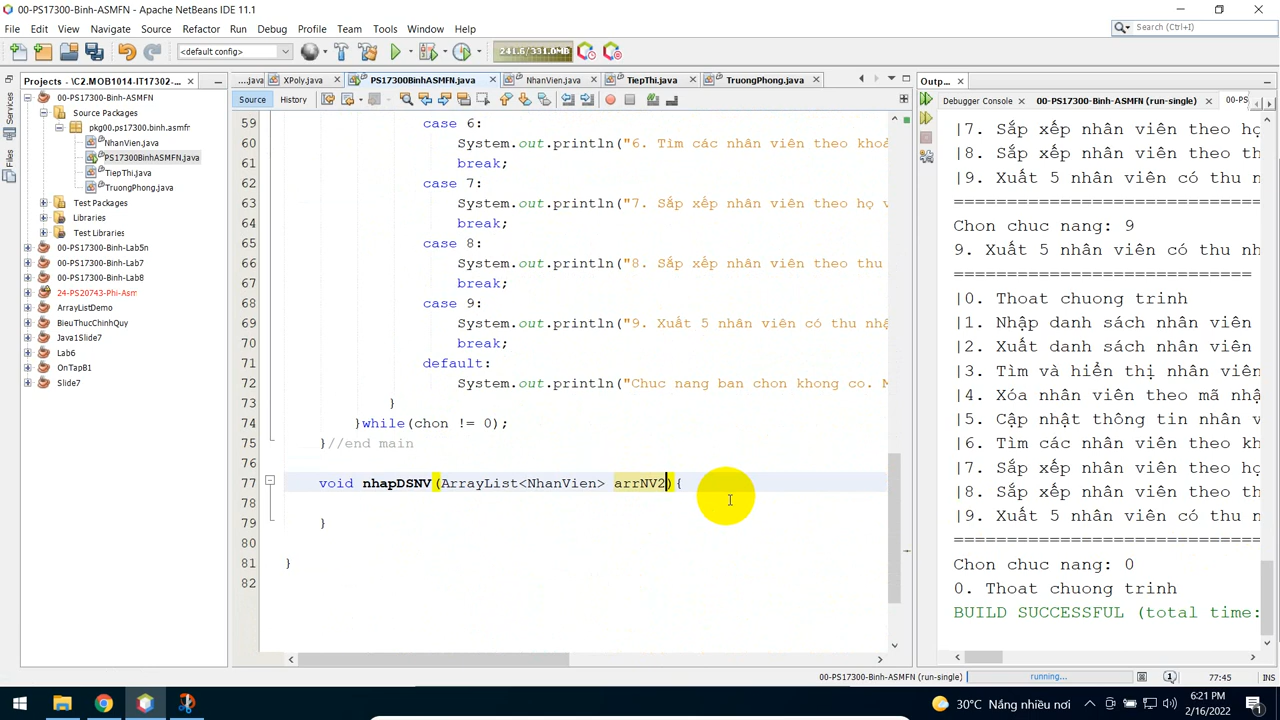 00-PS17300-Binh-ASMFN - Apache NetBeans IDE 11.1
File Edit View Navigate Source Refactor Run Debug Profile Team Tools Window Help
Search (Ctrl+I)
<default config>
241.6/331.0MB
Projects - \C2.MOB1014-IT17302-...
...java XPoly.java PS17300BinhASMFN.java NhanVien.java TiepThi.java TruongPhong.java
Outp...
Source History
Debugger Console 00-PS17300-Binh-ASMFN (run-single) 00-PS
Services
Files
00-PS17300-Binh-ASMFN
Source Packages
pkg00.ps17300.binh.asmfn
NhanVien.java
PS17300BinhASMFN.java
TiepThi.java
TruongPhong.java
Test Packages
Libraries
Test Libraries
00-PS17300-Binh-Lab5n
00-PS17300-Binh-Lab7
00-PS17300-Binh-Lab8
24-PS20743-Phi-Asm
ArrayListDemo
BieuThucChinhQuy
Java1Slide7
Lab6
OnTapB1
Slide7
59 case 6:
60 System.out.println("6. Tìm các nhân viên theo khoả
61 break;
62 case 7:
63 System.out.println("7. Sắp xếp nhân viên theo họ v
64 break;
65 case 8:
66 System.out.println("8. Sắp xếp nhân viên theo thu
67 break;
68 case 9:
69 System.out.println("9. Xuất 5 nhân viên có thu nhậ
70 break;
71 default:
72 System.out.println("Chuc nang ban chon khong co. M
73 }
74 }while(chon != 0);
75 }//end main
76
77 void nhapDSNV(ArrayList<NhanVien> arrNV2){
78
79 }
80
81 }
82
|7. Sắp xếp nhân viên theo họ
|8. Sắp xếp nhân viên theo th
|9. Xuất 5 nhân viên có thu n
==============================
Chon chuc nang: 9
9. Xuất 5 nhân viên có thu nh
=============================
|0. Thoat chuong trinh
|1. Nhập danh sách nhân viên
|2. Xuất danh sách nhân viên
|3. Tìm và hiển thị nhân viên
|4. Xóa nhân viên theo mã nhậ
|5. Cập nhật thông tin nhân v
|6. Tìm các nhân viên theo kh
|7. Sắp xếp nhân viên theo họ
|8. Sắp xếp nhân viên theo th
|9. Xuất 5 nhân viên có thu n
==============================
Chon chuc nang: 0
0. Thoat chuong trinh
BUILD SUCCESSFUL (total time:
00-PS17300-Binh-ASMFN (run-single) running... 77:45 INS
30°C Nắng nhiều nơi
6:21 PM
2/16/2022